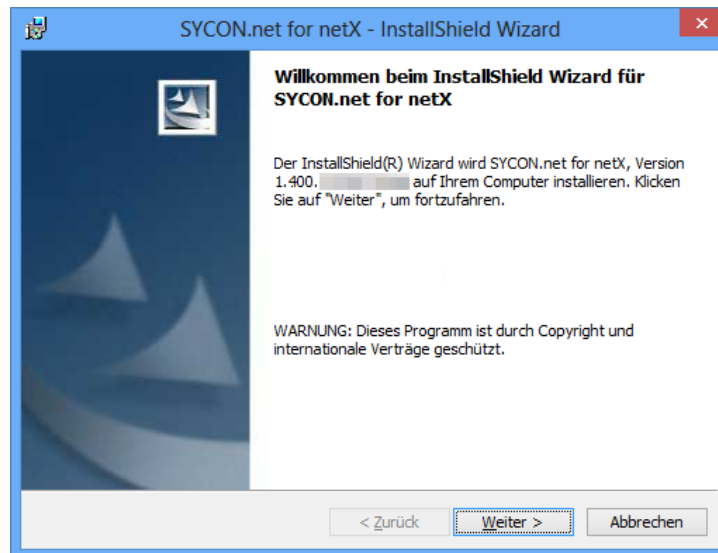 SYCON.net for netX - InstallShield Wizard
Willkommen beim InstallShield Wizard für
SYCON.net for netX
Der InstallShield(R) Wizard wird SYCON.net for netX, Version
1.400. auf Ihrem Computer installieren. Klicken
Sie auf "Weiter", um fortzufahren.
WARNUNG: Dieses Programm ist durch Copyright und
internationale Verträge geschützt.
< Zurück Weiter > Abbrechen